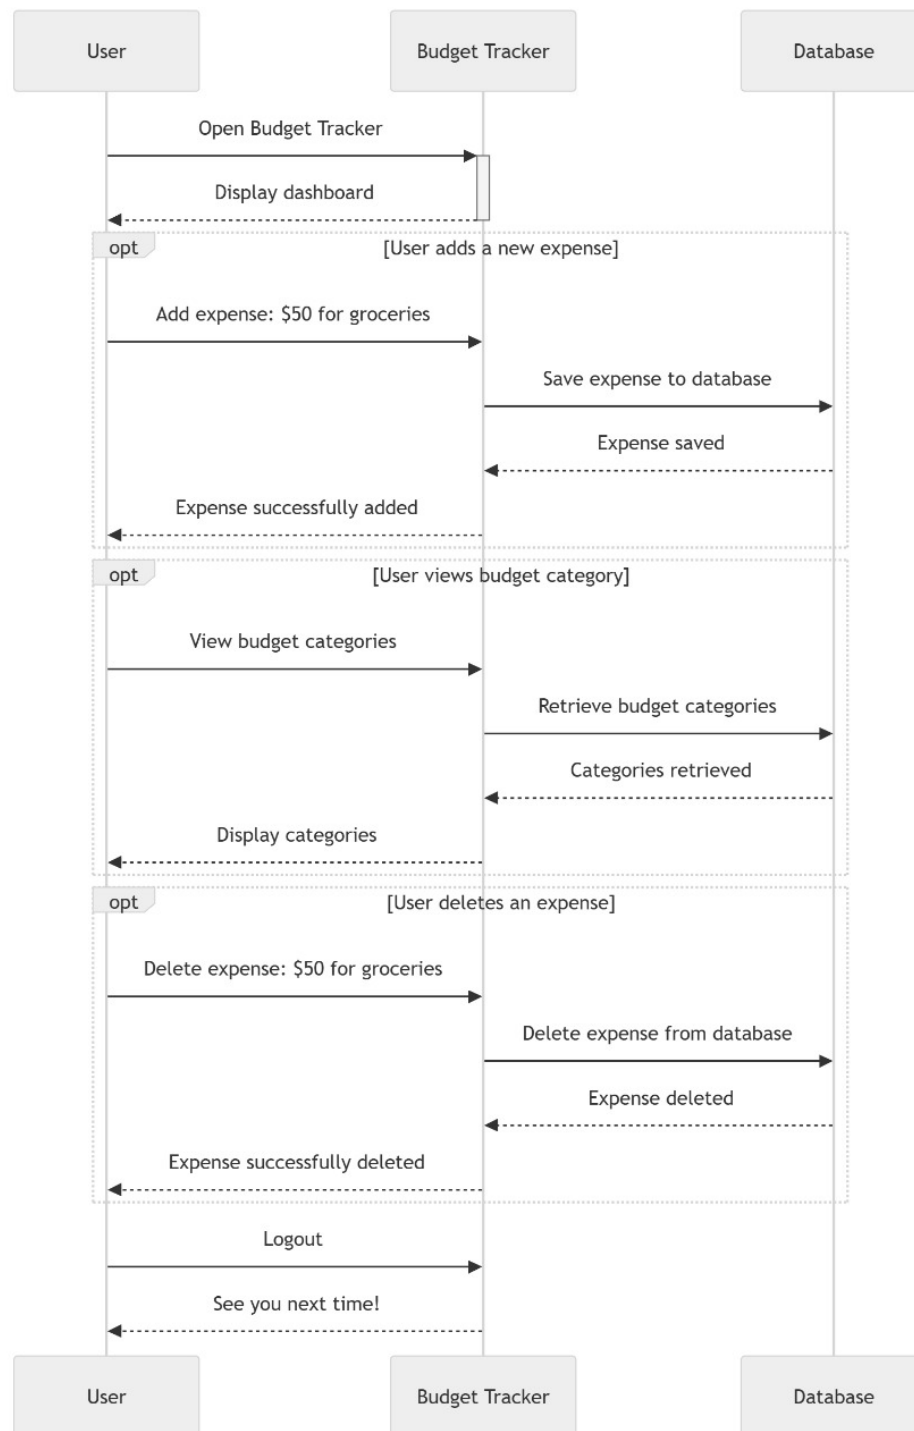 User
Budget Tracker
Database
Open Budget Tracker
Display dashboard
opt
[User adds a new expense]
Add expense: $50 for groceries
Save expense to database
Expense saved
Expense successfully added
opt
[User views budget category]
View budget categories
Retrieve budget categories
Categories retrieved
Display categories
opt
[User deletes an expense]
Delete expense: $50 for groceries
Delete expense from database
Expense deleted
Expense successfully deleted
Logout
See you next time!
User
Budget Tracker
Database